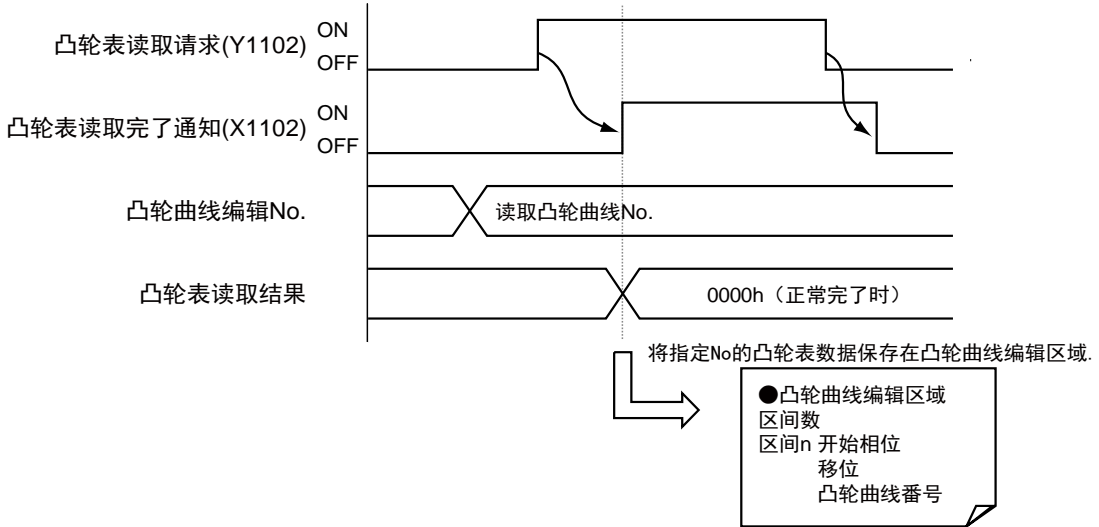 凸轮表读取请求(Y1102)
ON
OFF
凸轮表读取完了通知(X1102)
ON
OFF
凸轮曲线编辑No.
读取凸轮曲线No.
凸轮表读取结果
0000h（正常完了时）
将指定No的凸轮表数据保存在凸轮曲线编辑区域.
●凸轮曲线编辑区域
区间数
区间n 开始相位
移位
凸轮曲线番号